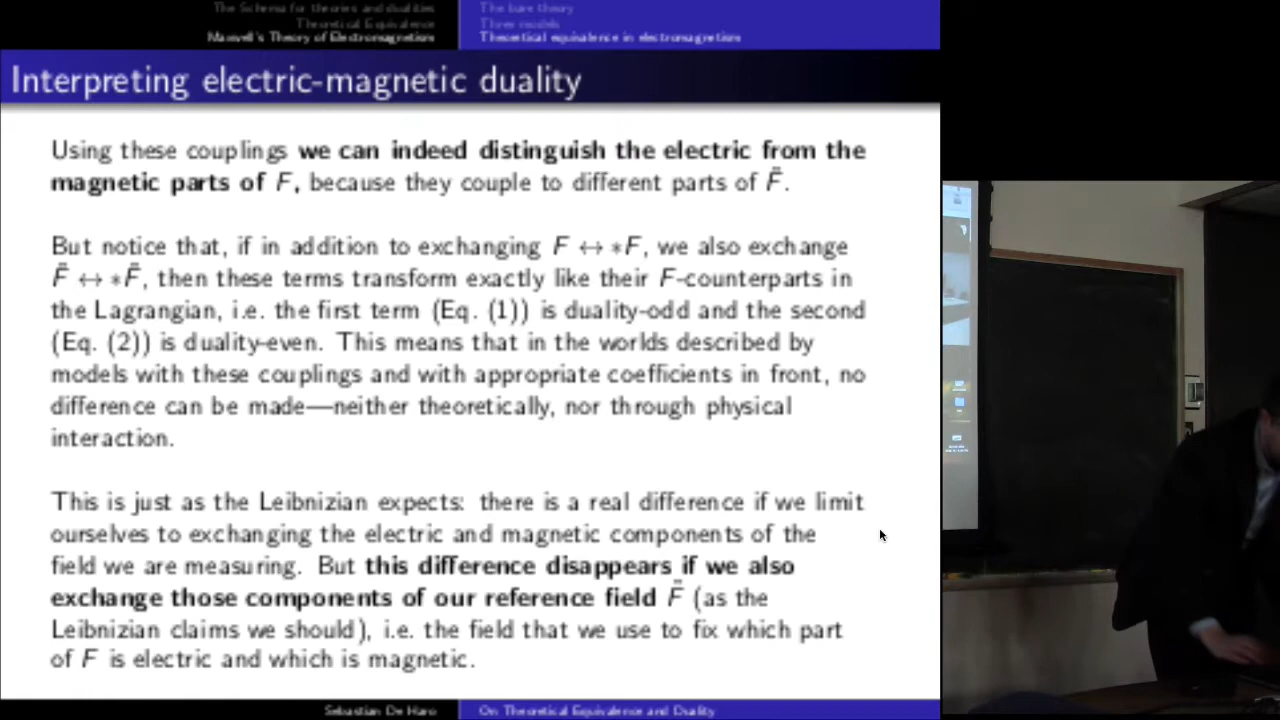 The Schema for theories and dualities
Theoretical Equivalence
Maxwell's Theory of Electromagnetism
The bare theory
Three models
Theoretical equivalence in electromagnetism
Interpreting electric-magnetic duality
Using these couplings we can indeed distinguish the electric from the
magnetic parts of F, because they couple to different parts of F̃.
But notice that, if in addition to exchanging F ↔ ∗F, we also exchange
F̃ ↔ ∗F̃, then these terms transform exactly like their F-counterparts in
the Lagrangian, i.e. the first term (Eq. (1)) is duality-odd and the second
(Eq. (2)) is duality-even. This means that in the worlds described by
models with these couplings and with appropriate coefficients in front, no
difference can be made—neither theoretically, nor through physical
interaction.
This is just as the Leibnizian expects: there is a real difference if we limit
ourselves to exchanging the electric and magnetic components of the
field we are measuring. But this difference disappears if we also
exchange those components of our reference field F̃ (as the
Leibnizian claims we should), i.e. the field that we use to fix which part
of F is electric and which is magnetic.
Sebastian De Haro
On Theoretical Equivalence and Duality